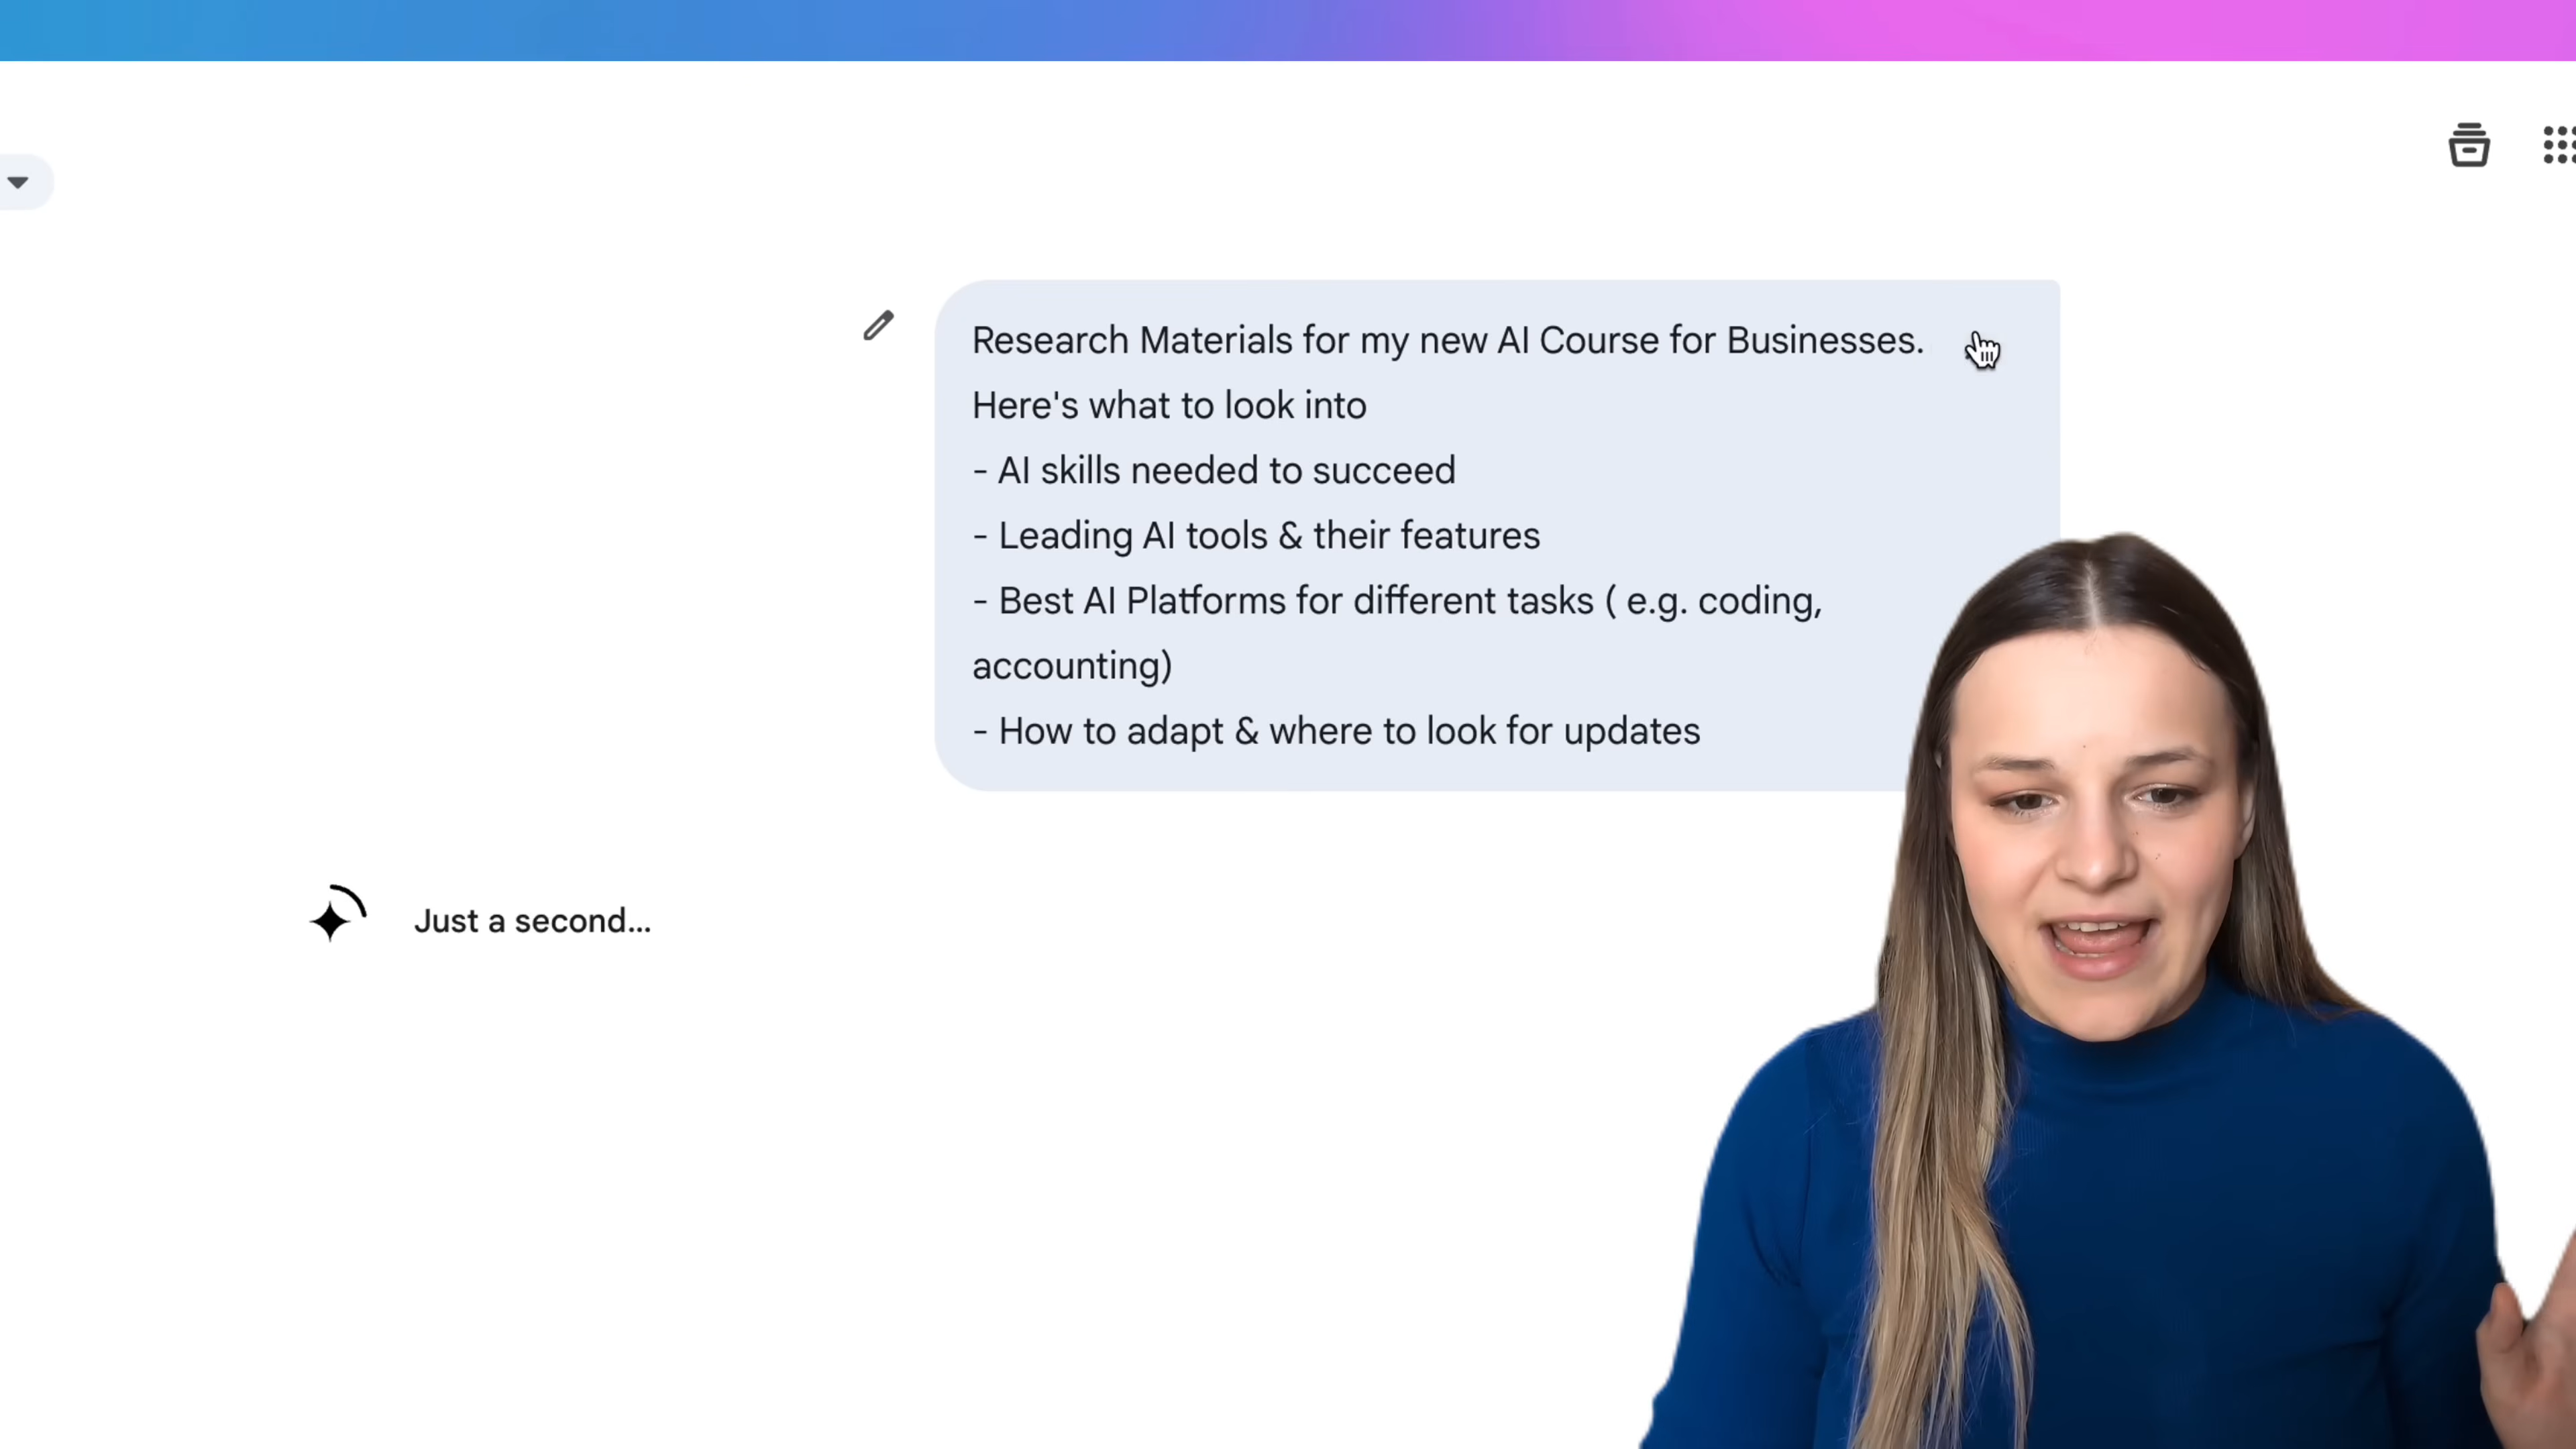 Research Materials for my new AI Course for Businesses.
Here's what to look into
- AI skills needed to succeed
- Leading AI tools & their features
- Best AI Platforms for different tasks ( e.g. coding,
accounting)
- How to adapt & where to look for updates
Just a second...